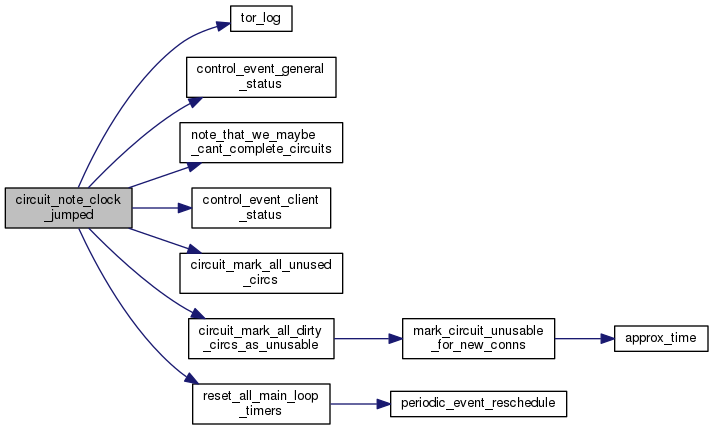 tor_log
control_event_general
_status
note_that_we_maybe
_cant_complete_circuits
circuit_note_clock
_jumped
control_event_client
_status
circuit_mark_all_unused
_circs
circuit_mark_all_dirty
_circs_as_unusable
mark_circuit_unusable
_for_new_conns
approx_time
reset_all_main_loop
_timers
periodic_event_reschedule